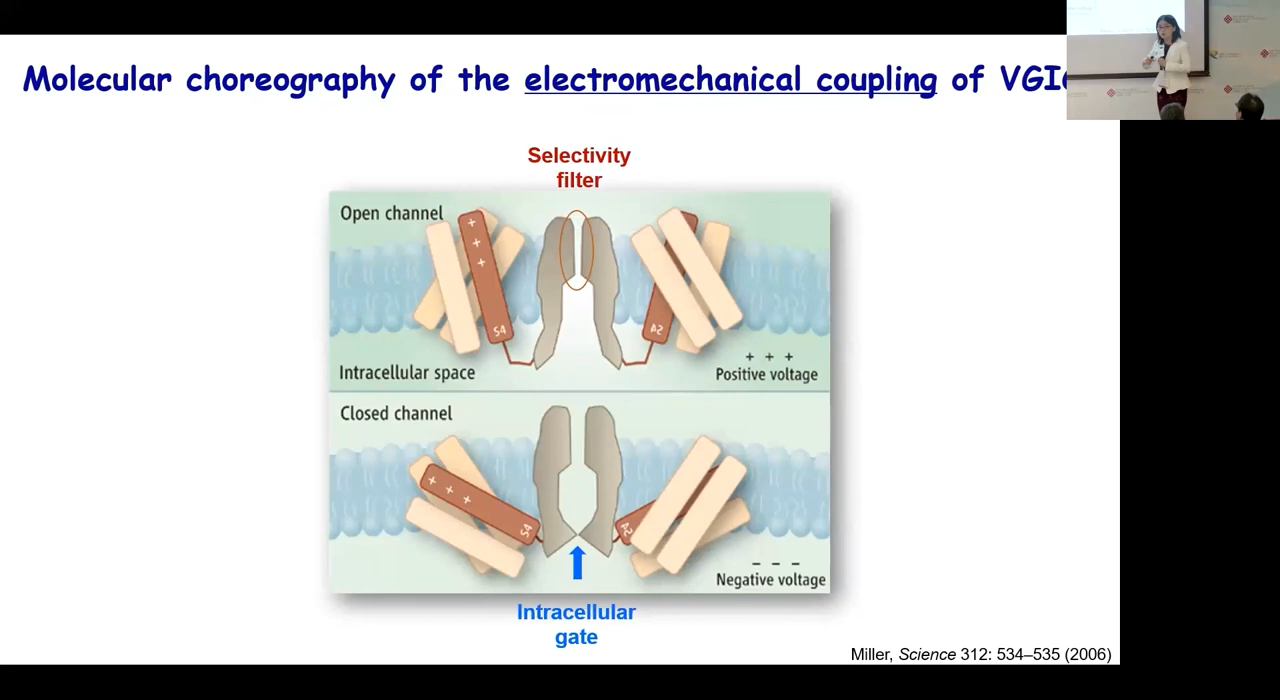 Molecular choreography of the electromechanical coupling of
Selectivity
filter
Open channel
+
+
+
S4
S4
Intracellular space
+ + +
Positive voltage
Closed channel
+ + +
S4
S4
− − −
Negative voltage
Intracellular
gate
Miller, Science 312: 534–535 (2006)